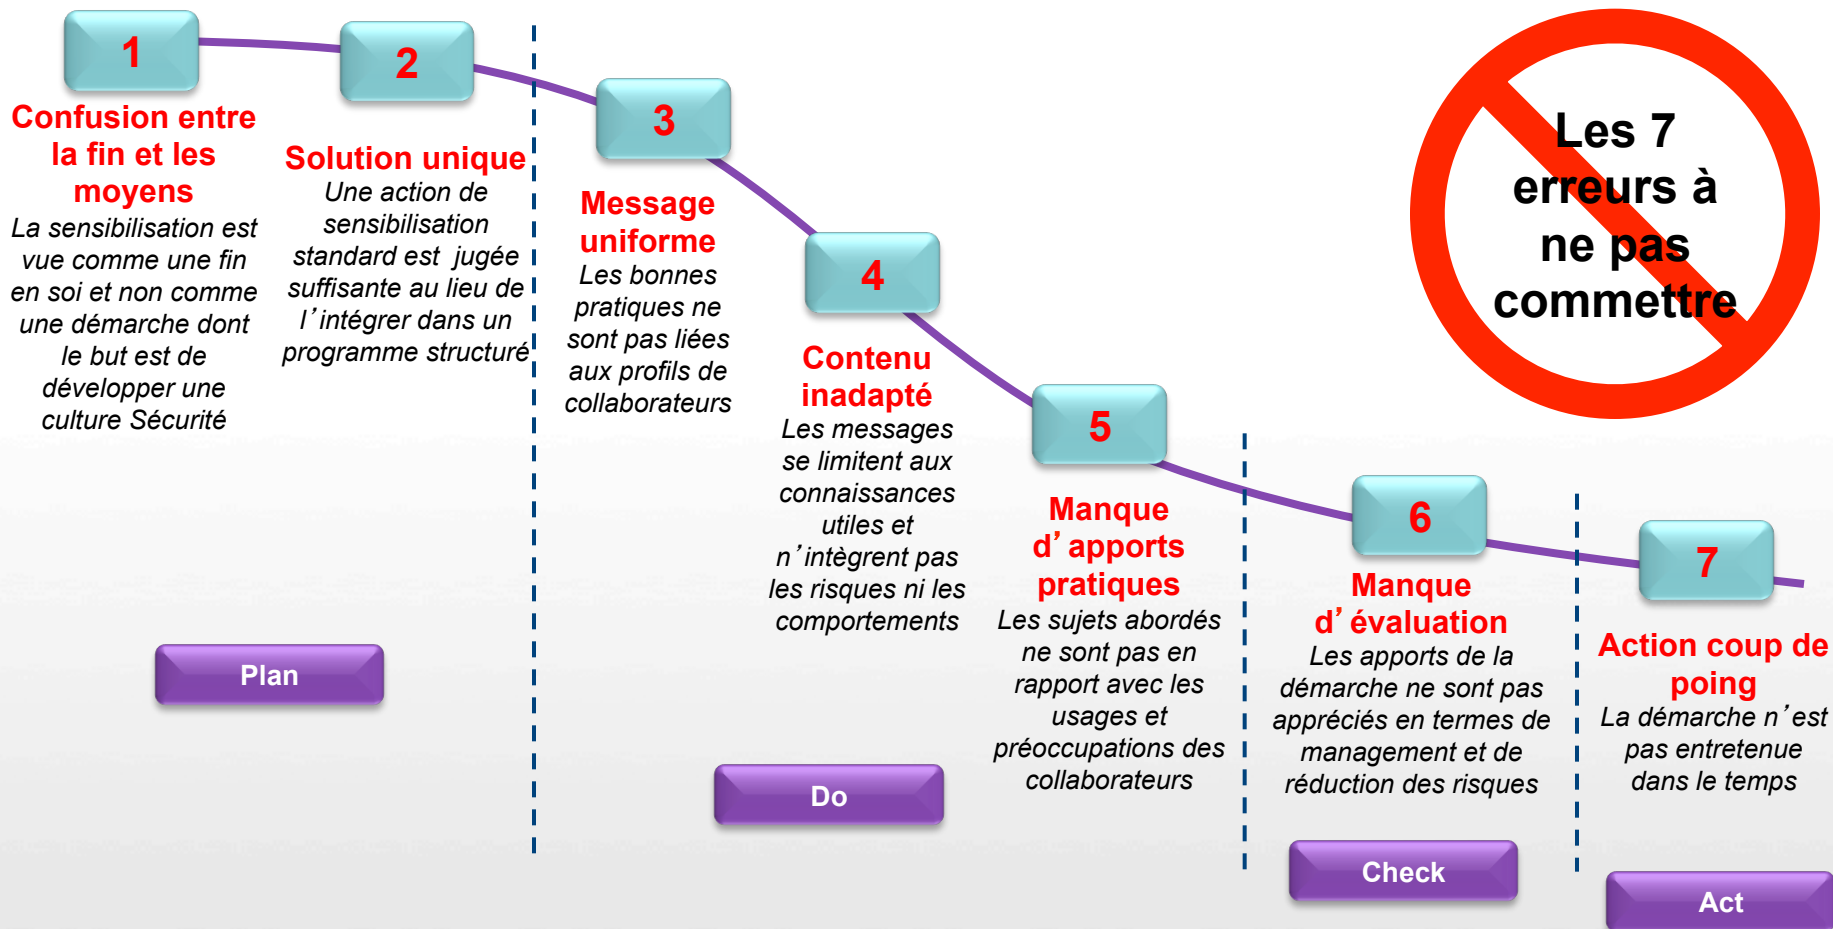 1
Confusion entre
la fin et les
moyens
La sensibilisation est
vue comme une fin
en soi et non comme
une démarche dont
le but est de
développer une
culture Sécurité
2
Solution unique
Une action de
sensibilisation
standard est jugée
suffisante au lieu de
l’intégrer dans un
programme structuré
Plan
3
Message
uniforme
Les bonnes
pratiques ne
sont pas liées
aux profils de
collaborateurs
4
Contenu
inadapté
Les messages
se limitent aux
connaissances
utiles et
n’intègrent pas
les risques ni les
comportements
5
Manque
d’apports
pratiques
Les sujets abordés
ne sont pas en
rapport avec les
usages et
préoccupations des
collaborateurs
Do
6
Manque
d’évaluation
Les apports de la
démarche ne sont pas
appréciés en termes de
management et de
réduction des risques
Check
7
Action coup de
poing
La démarche n’est
pas entretenue
dans le temps
Act
Les 7
erreurs à
ne pas
commettre